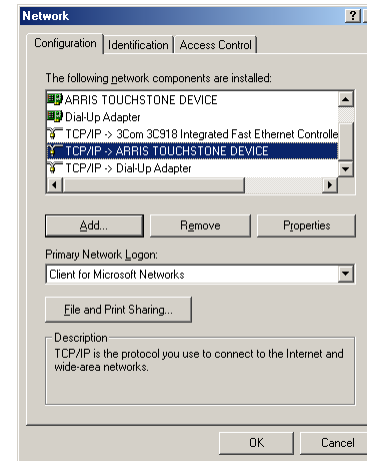 Network
?
Configuration Identification Access Control
The following network components are installed:
ARRIS TOUCHSTONE DEVICE
Dial-Up Adapter
TCP/IP -> 3Com 3C918 Integrated Fast Ethernet Controlle
TCP/IP -> ARRIS TOUCHSTONE DEVICE
TCP/IP -> Dial-Up Adapter
Add... Remove Properties
Primary Network Logon:
Client for Microsoft Networks
File and Print Sharing...
Description
TCP/IP is the protocol you use to connect to the Internet and
wide-area networks.
OK Cancel